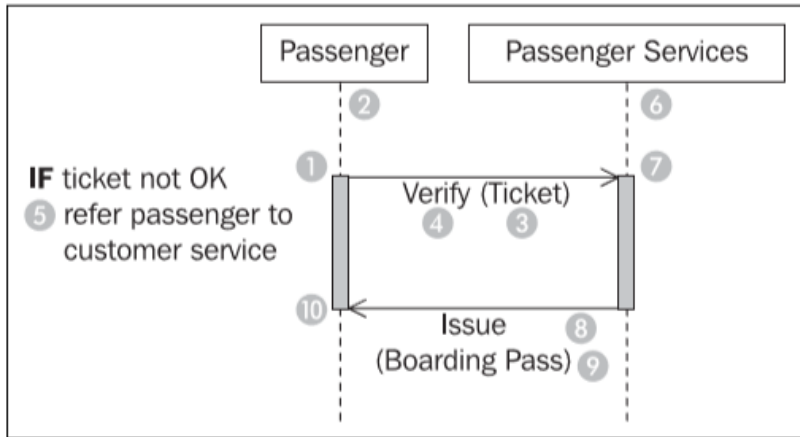 Passenger
Passenger Services
2
6
1
7
IF ticket not OK
5 refer passenger to
customer service
Verify (Ticket)
4
3
10
Issue
8
(Boarding Pass) 9